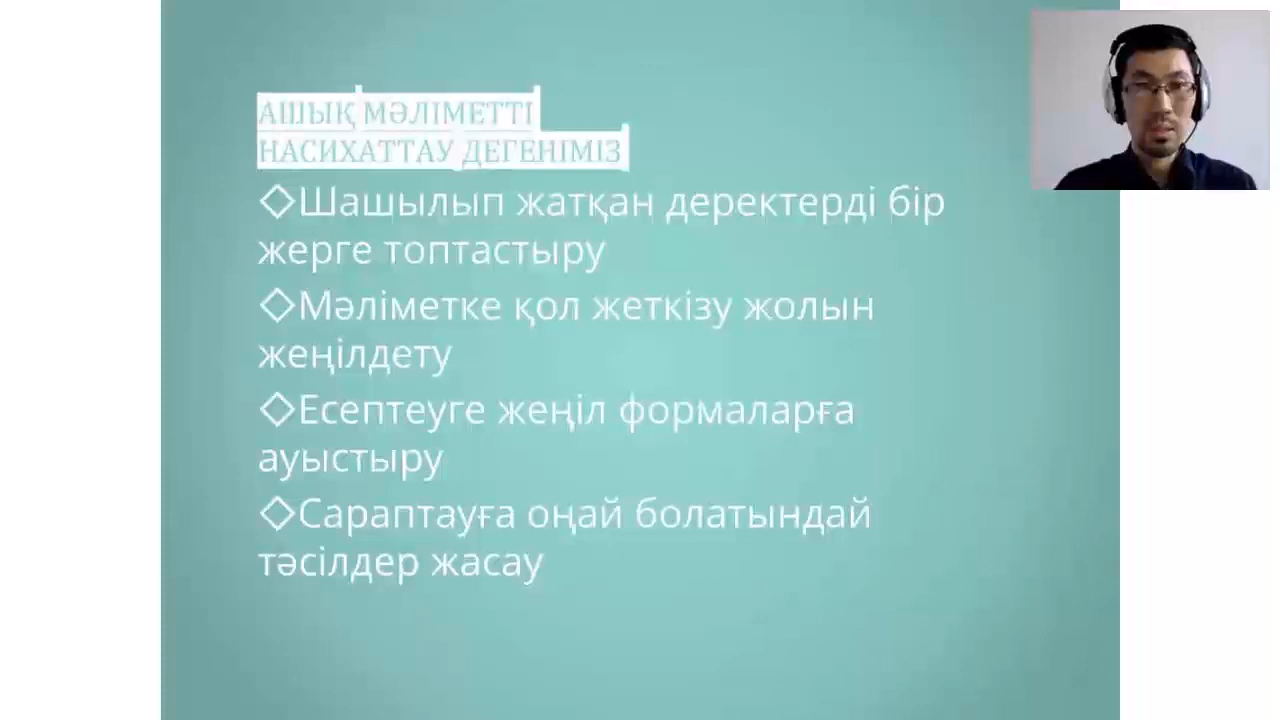 АШЫҚ МӘЛІМЕТТІ
НАСИХАТТАУ ДЕГЕНІМІЗ
◇Шашылып жатқан деректерді бір
жерге топтастыру
◇Мәліметке қол жеткізу жолын
жеңілдету
◇Есептеуге жеңіл формаларға
ауыстыру
◇Сараптауға оңай болатындай
тәсілдер жасау